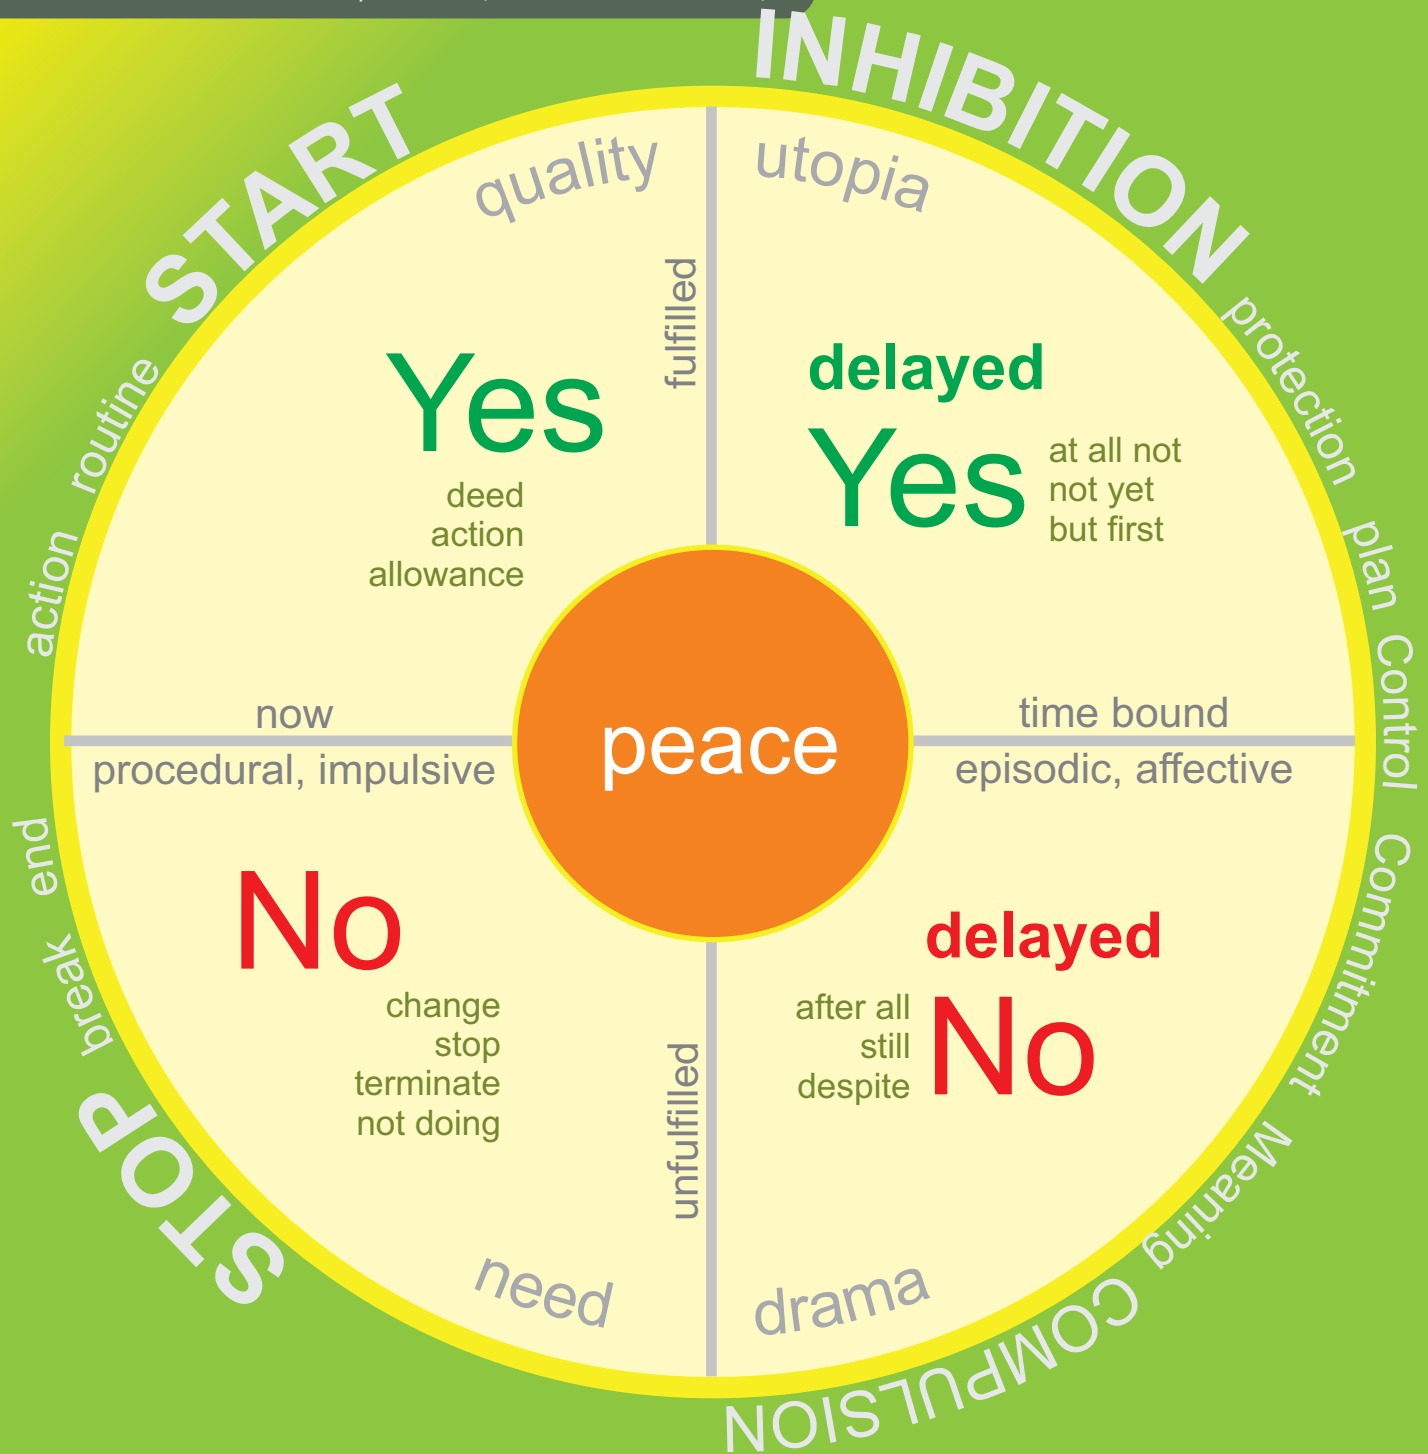 INHIBITION
START
quality
utopia
fulfilled
protection
routine
delayed
Yes
Yes
at all not
not yet
but first
deed
action
allowance
action
plan
Control
now
time bound
peace
procedural, impulsive
episodic, affective
end
Commitment
No
delayed
break
change
stop
terminate
not doing
after all
still
despite
No
unfulfilled
STOP
Meaning
need
drama
COMPULSION